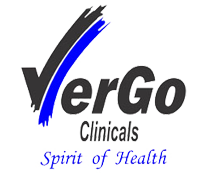 VerGo
Clinicals
Spirit of Health